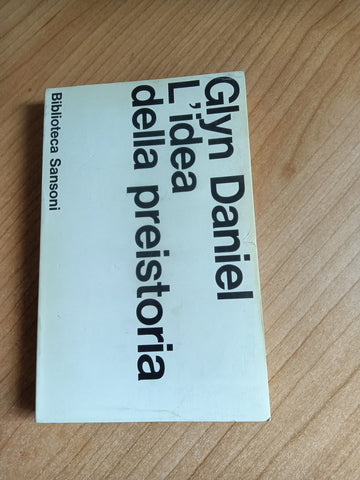 Glyn Daniel
L'idea
della preistoria
Biblioteca Sansoni